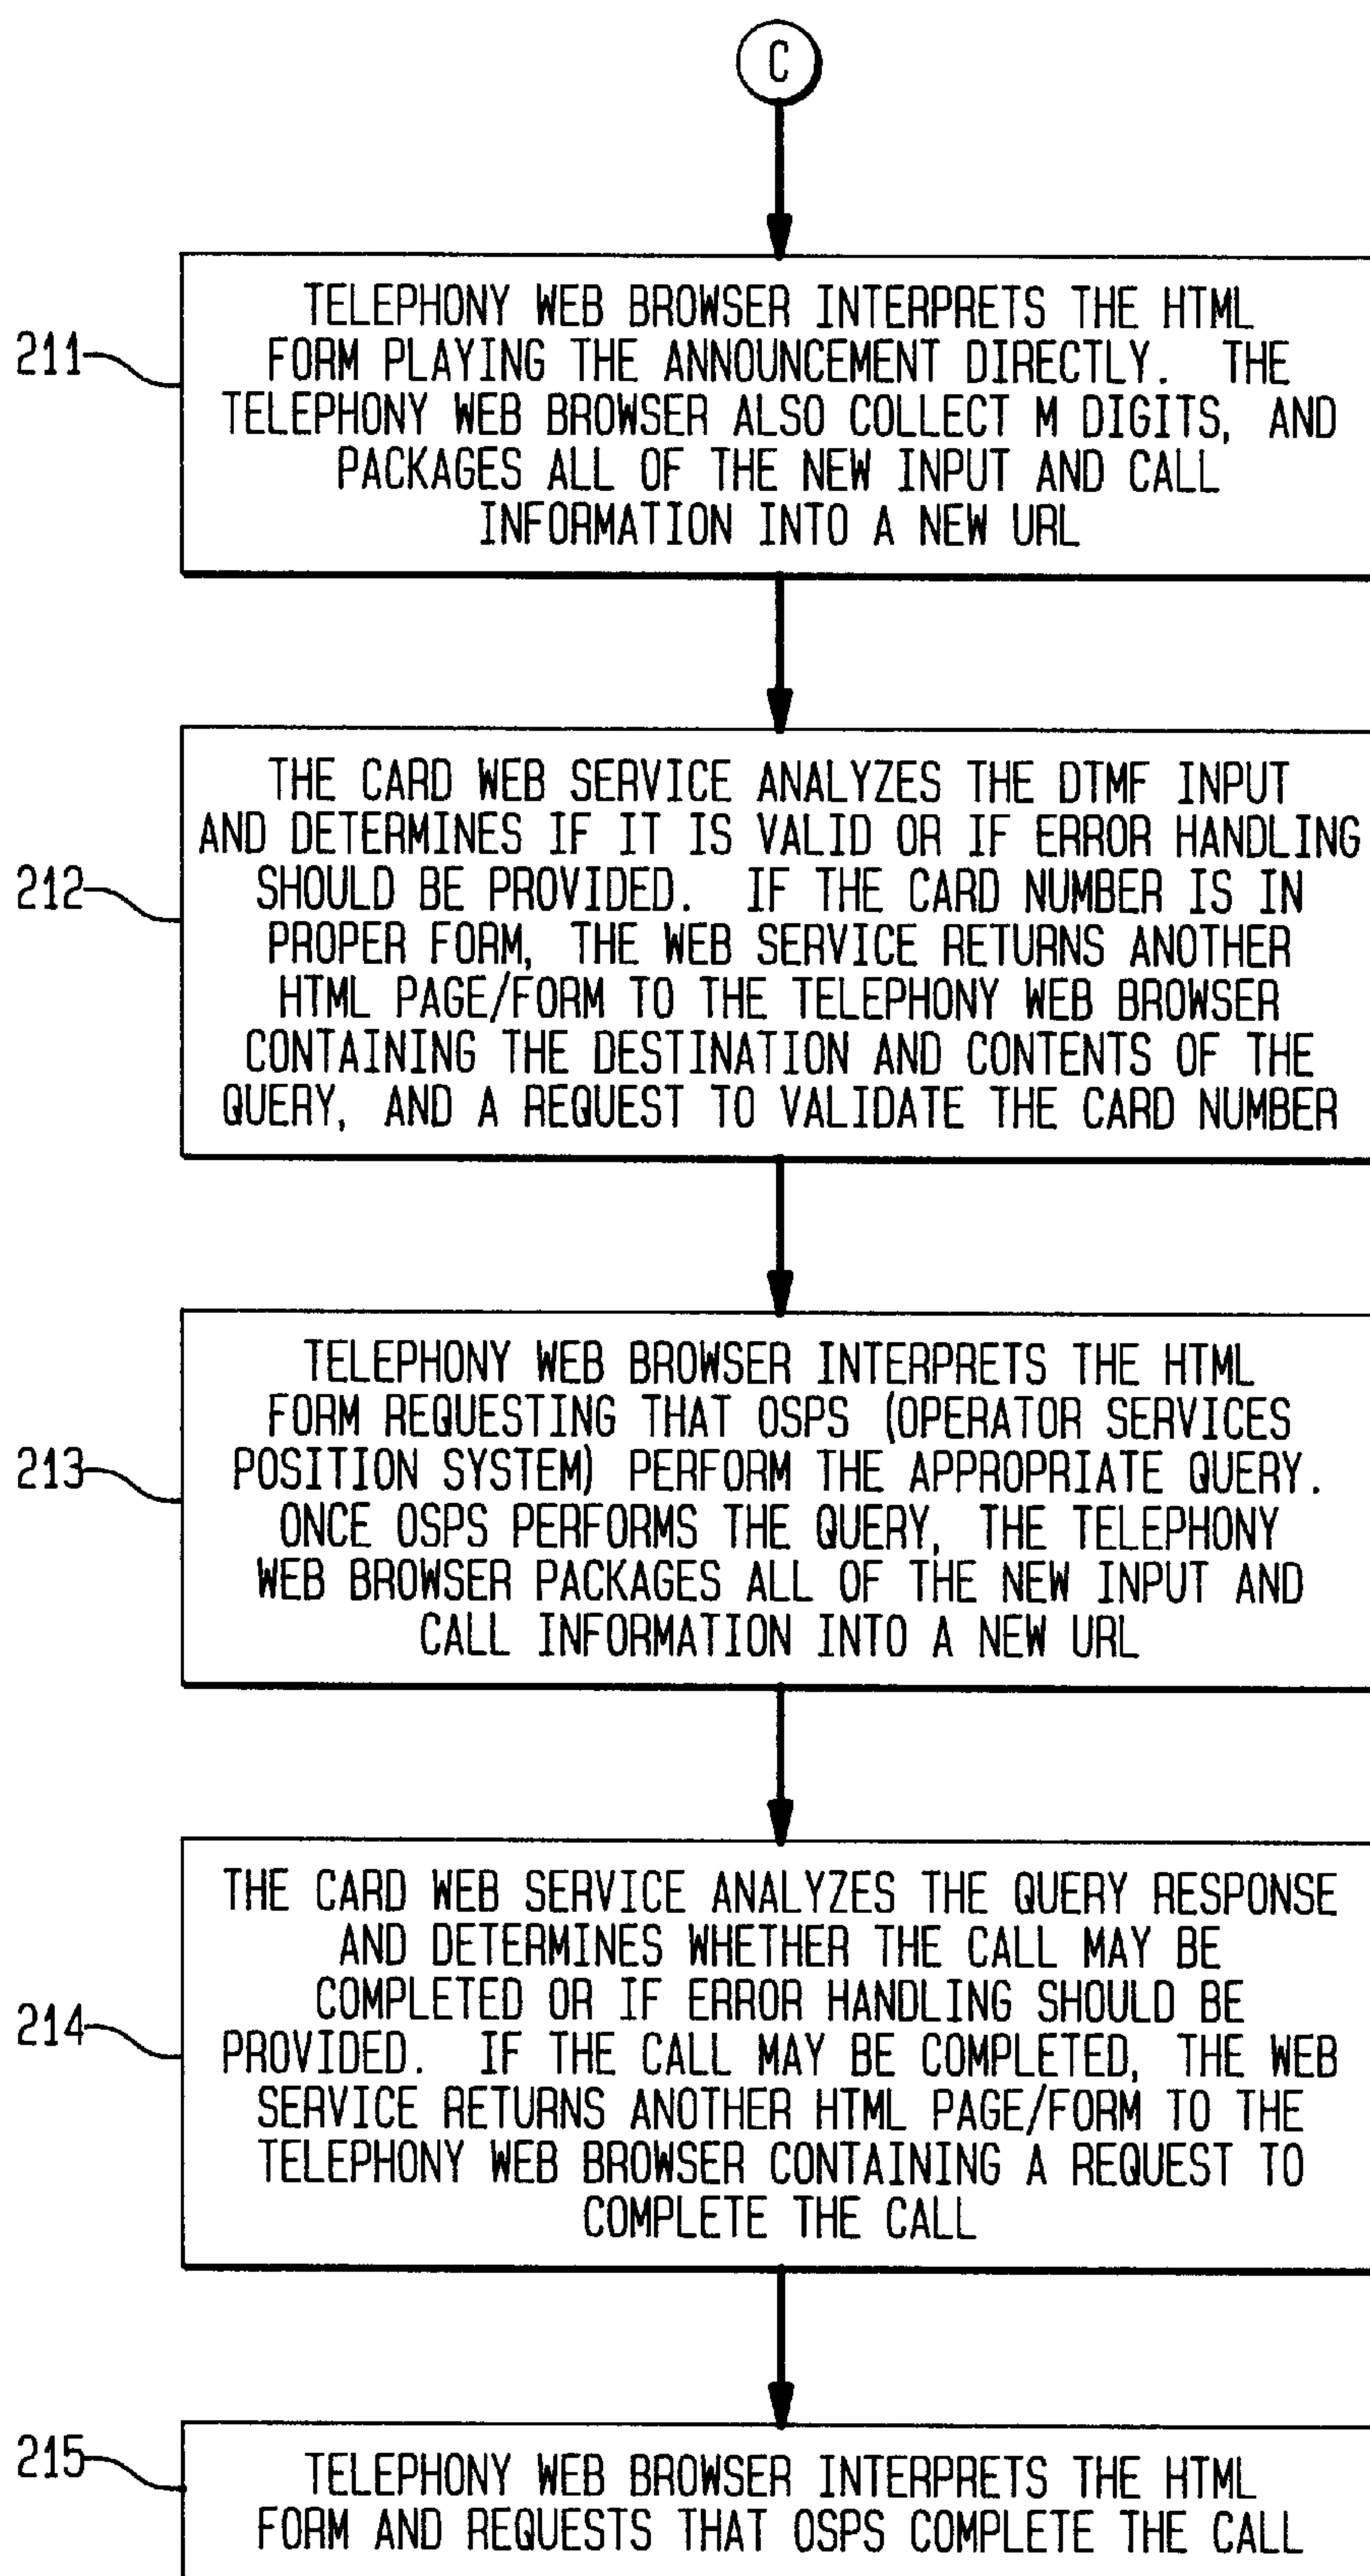 C
211
TELEPHONY WEB BROWSER INTERPRETS THE HTML
FORM PLAYING THE ANNOUNCEMENT DIRECTLY. THE
TELEPHONY WEB BROWSER ALSO COLLECT M DIGITS, AND
PACKAGES ALL OF THE NEW INPUT AND CALL
INFORMATION INTO A NEW URL
212
THE CARD WEB SERVICE ANALYZES THE DTMF INPUT
AND DETERMINES IF IT IS VALID OR IF ERROR HANDLING
SHOULD BE PROVIDED. IF THE CARD NUMBER IS IN
PROPER FORM, THE WEB SERVICE RETURNS ANOTHER
HTML PAGE/FORM TO THE TELEPHONY WEB BROWSER
CONTAINING THE DESTINATION AND CONTENTS OF THE
QUERY, AND A REQUEST TO VALIDATE THE CARD NUMBER
213
TELEPHONY WEB BROWSER INTERPRETS THE HTML
FORM REQUESTING THAT OSPS (OPERATOR SERVICES
POSITION SYSTEM) PERFORM THE APPROPRIATE QUERY.
ONCE OSPS PERFORMS THE QUERY, THE TELEPHONY
WEB BROWSER PACKAGES ALL OF THE NEW INPUT AND
CALL INFORMATION INTO A NEW URL
214
THE CARD WEB SERVICE ANALYZES THE QUERY RESPONSE
AND DETERMINES WHETHER THE CALL MAY BE
COMPLETED OR IF ERROR HANDLING SHOULD BE
PROVIDED. IF THE CALL MAY BE COMPLETED, THE WEB
SERVICE RETURNS ANOTHER HTML PAGE/FORM TO THE
TELEPHONY WEB BROWSER CONTAINING A REQUEST TO
COMPLETE THE CALL
215
TELEPHONY WEB BROWSER INTERPRETS THE HTML
FORM AND REQUESTS THAT OSPS COMPLETE THE CALL